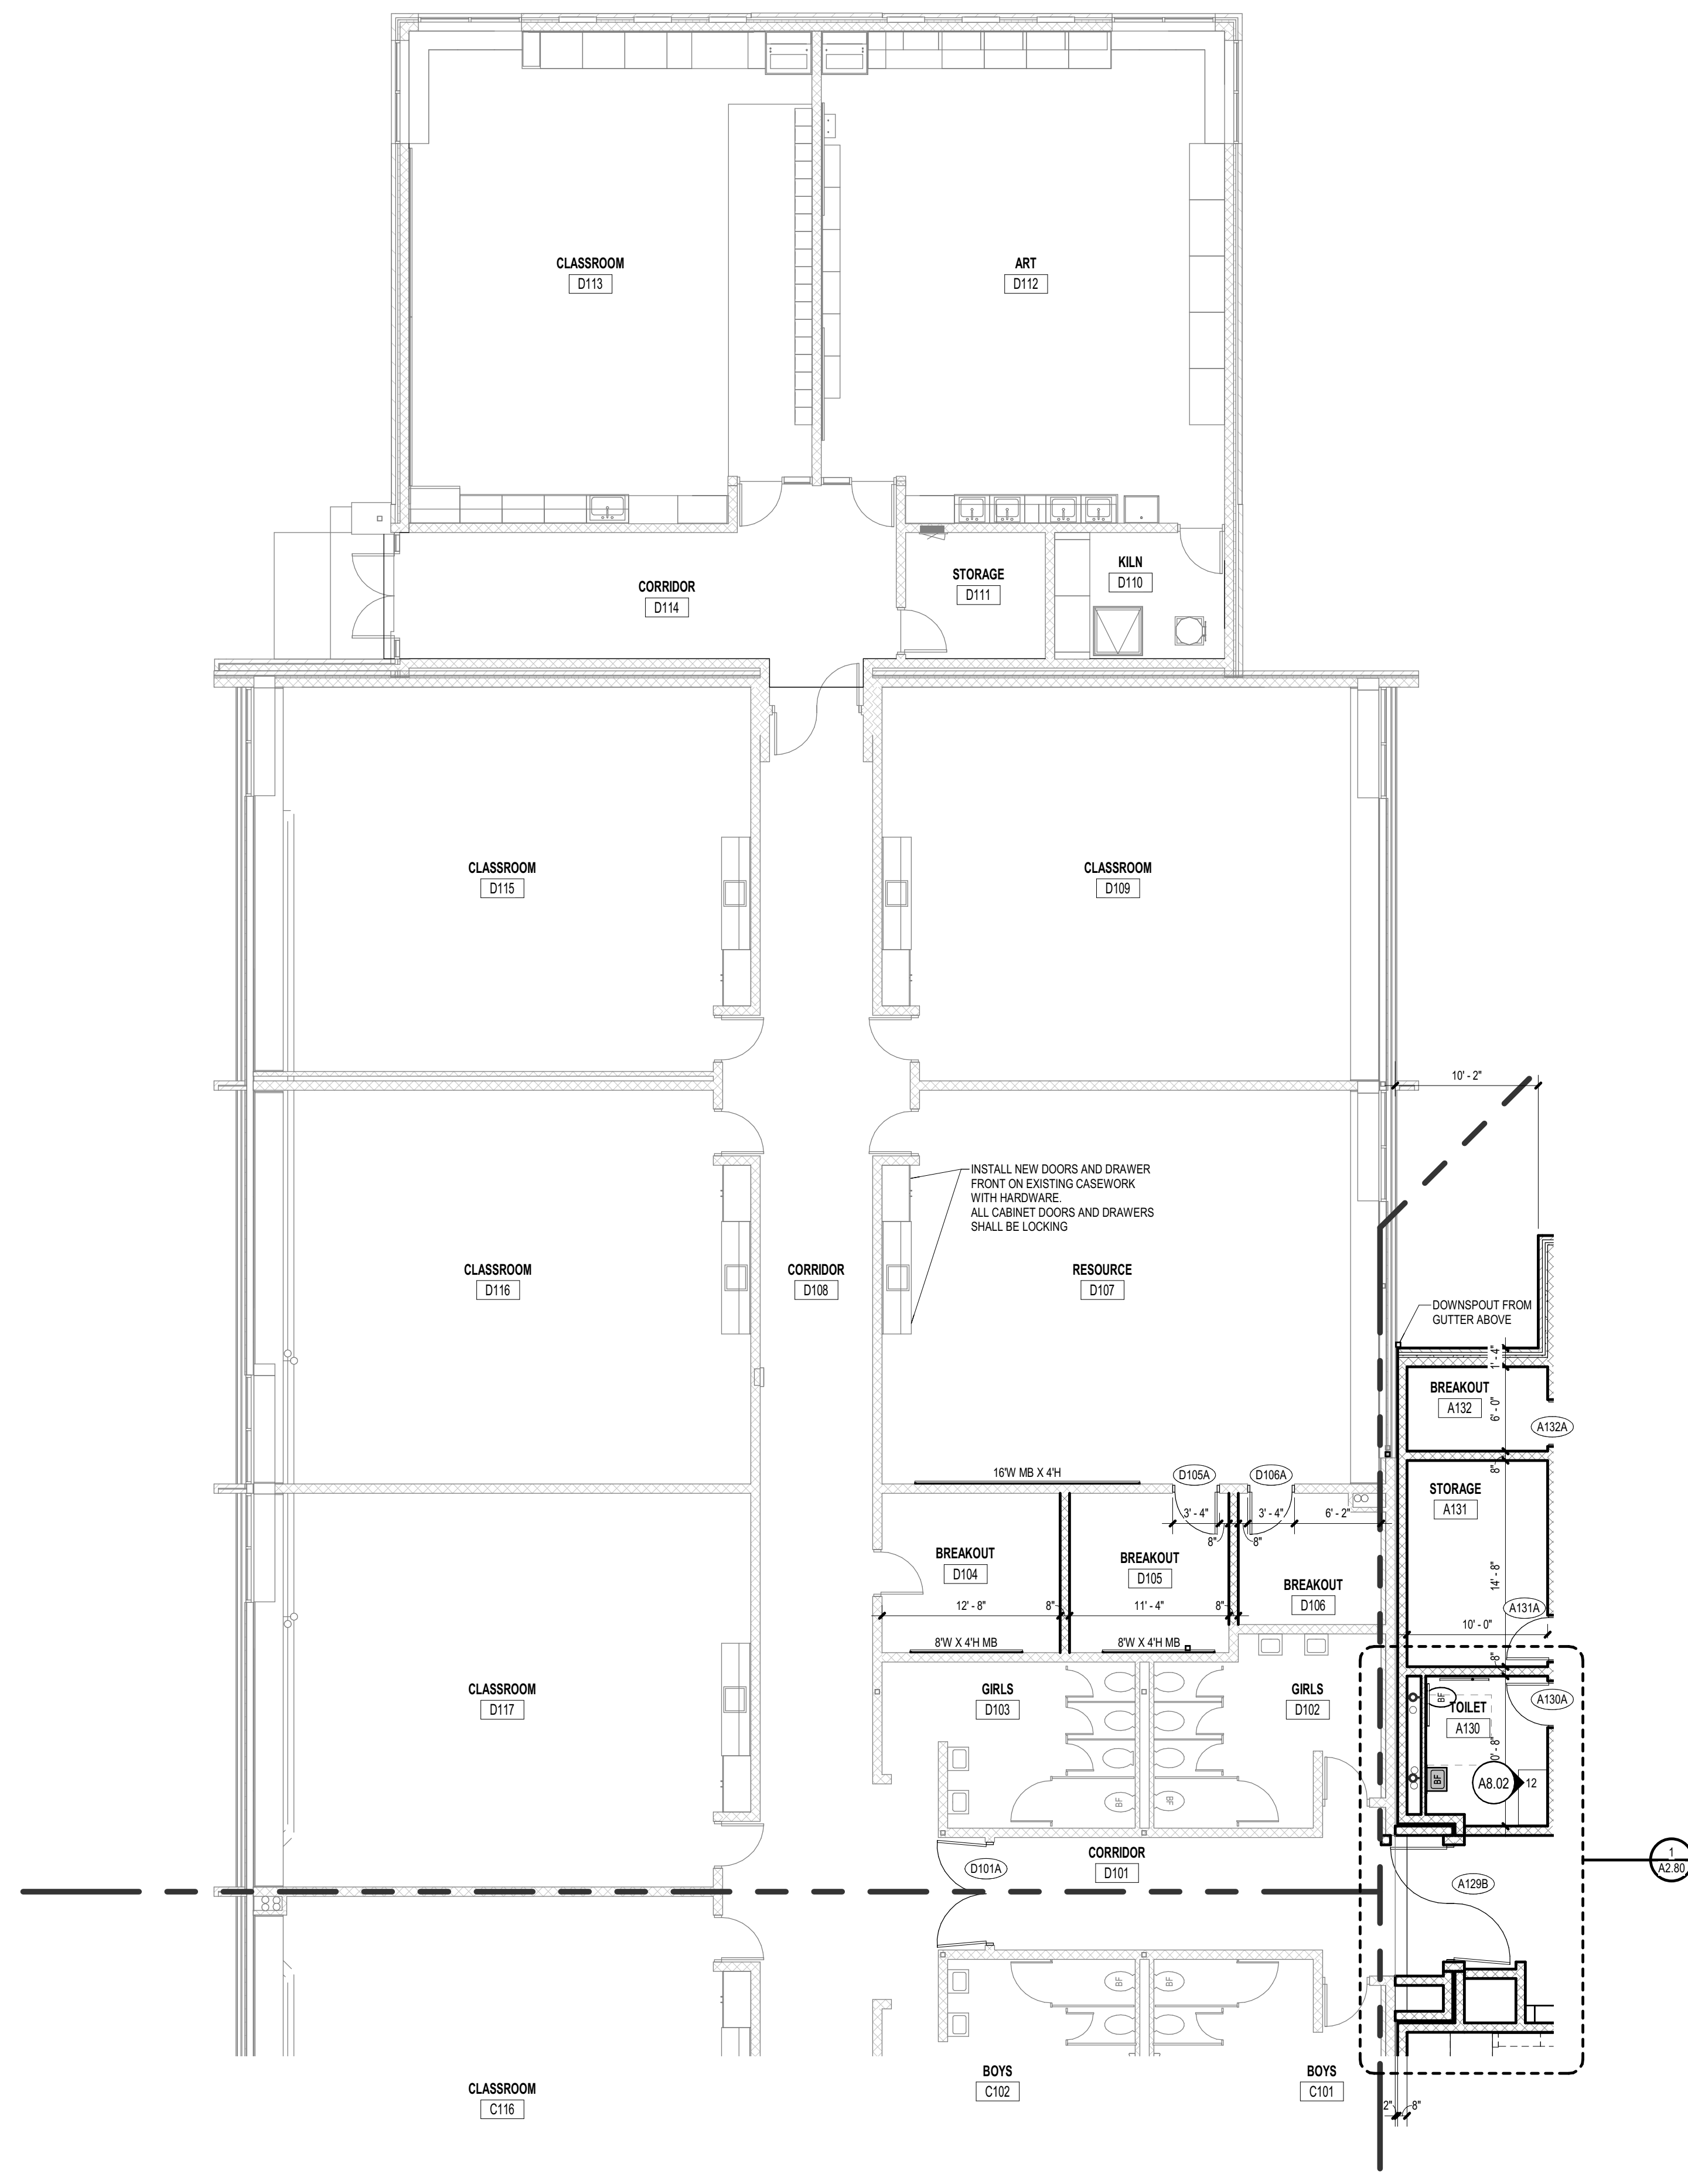 CLASSROOM
D113
ART
D112
CORRIDOR
D114
STORAGE
D111
KILN
D110
CLASSROOM
D115
CLASSROOM
D109
10' - 2"
INSTALL NEW DOORS AND DRAWER
FRONT ON EXISTING CASEWORK
WITH HARDWARE.
ALL CABINET DOORS AND DRAWERS
SHALL BE LOCKING
CLASSROOM
D116
CORRIDOR
D108
RESOURCE
D107
DOWNSPOUT FROM
GUTTER ABOVE
1' - 4"
BREAKOUT
A132
6' - 0"
A132A
16'W MB X 4'H
D105A
D106A
8"
STORAGE
A131
3' - 4"
3' - 4"
6' - 2"
8"
8"
BREAKOUT
D104
BREAKOUT
D105
BREAKOUT
D106
14' - 8"
A131A
12' - 8"
8"
11' - 4"
8"
10' - 0"
8'W X 4'H MB
8'W X 4'H MB
8"
CLASSROOM
D117
GIRLS
D103
GIRLS
D102
BF
TOILET
A130
A130A
0' - 8"
BF
A8.02
12
BF
BF
CORRIDOR
D101
D101A
A129B
1
A2.80
BF
BF
CLASSROOM
C116
BOYS
C102
BOYS
C101
2"
8"